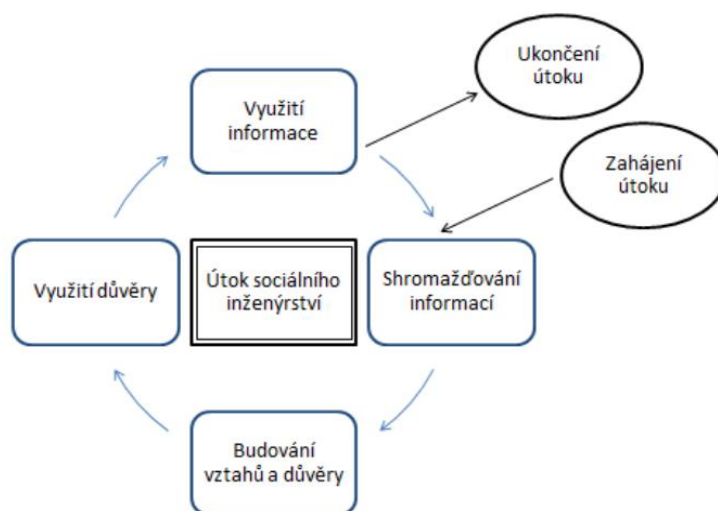 Ukončení
útoku
Využití
informace
Zahájení
útoku
Využití důvěry
Útok sociálního
inženýrství
Shromažďování
informací
Budování
vztahů a důvěry